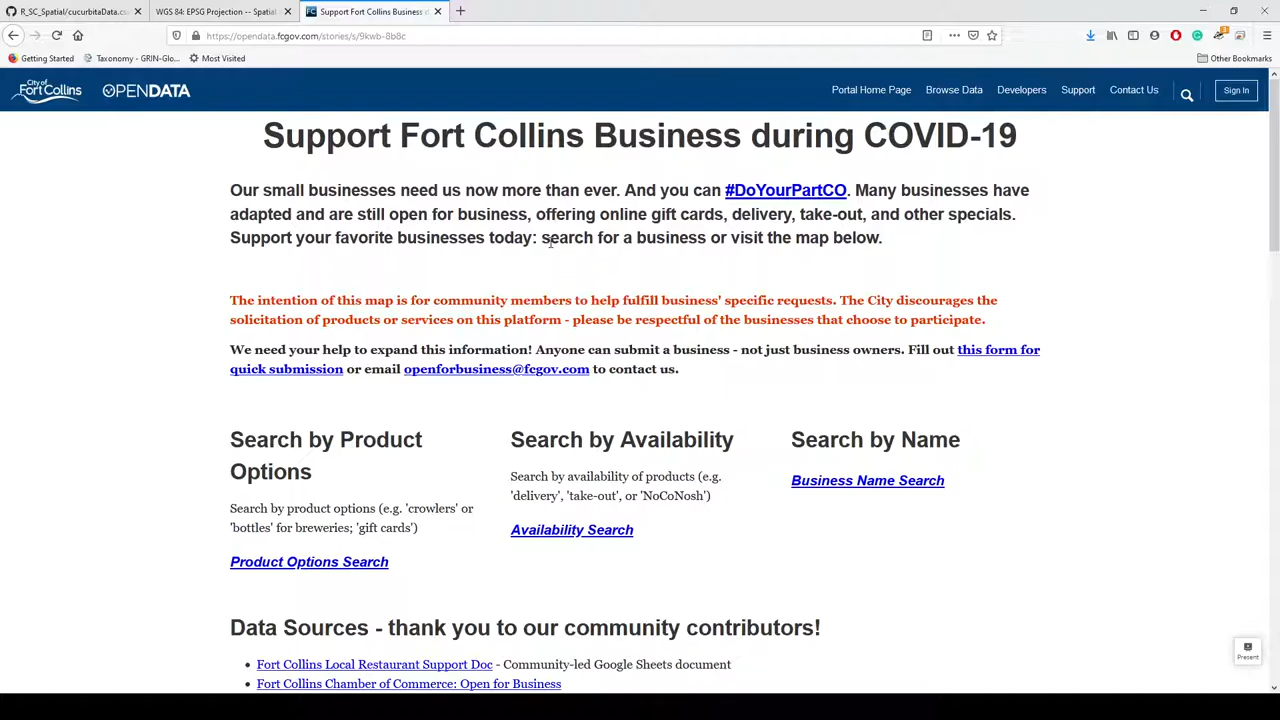 R_SC_Spatial/cucurbitaData.cs
WGS 84: EPSG Projection -- Spatial
Support Fort Collins Business d
https://opendata.fcgov.com/stories/s/9kwb-8b8c
Getting Started
Taxonomy - GRIN-Glo...
Most Visited
Other Bookmarks
City of Fort Collins
OPENDATA
Portal Home Page
Browse Data
Developers
Support
Contact Us
Sign In
Support Fort Collins Business during COVID-19
Our small businesses need us now more than ever. And you can #DoYourPartCO. Many businesses have
adapted and are still open for business, offering online gift cards, delivery, take-out, and other specials.
Support your favorite businesses today: search for a business or visit the map below.
The intention of this map is for community members to help fulfill business' specific requests. The City discourages the
solicitation of products or services on this platform - please be respectful of the businesses that choose to participate.
We need your help to expand this information! Anyone can submit a business - not just business owners. Fill out this form for
quick submission or email openforbusiness@fcgov.com to contact us.
Search by Product
Options
Search by product options (e.g. 'crowlers' or
'bottles' for breweries; 'gift cards')
Product Options Search
Search by Availability
Search by availability of products (e.g.
'delivery', 'take-out', or 'NoCoNosh')
Availability Search
Search by Name
Business Name Search
Data Sources - thank you to our community contributors!
• Fort Collins Local Restaurant Support Doc - Community-led Google Sheets document
• Fort Collins Chamber of Commerce: Open for Business
Present